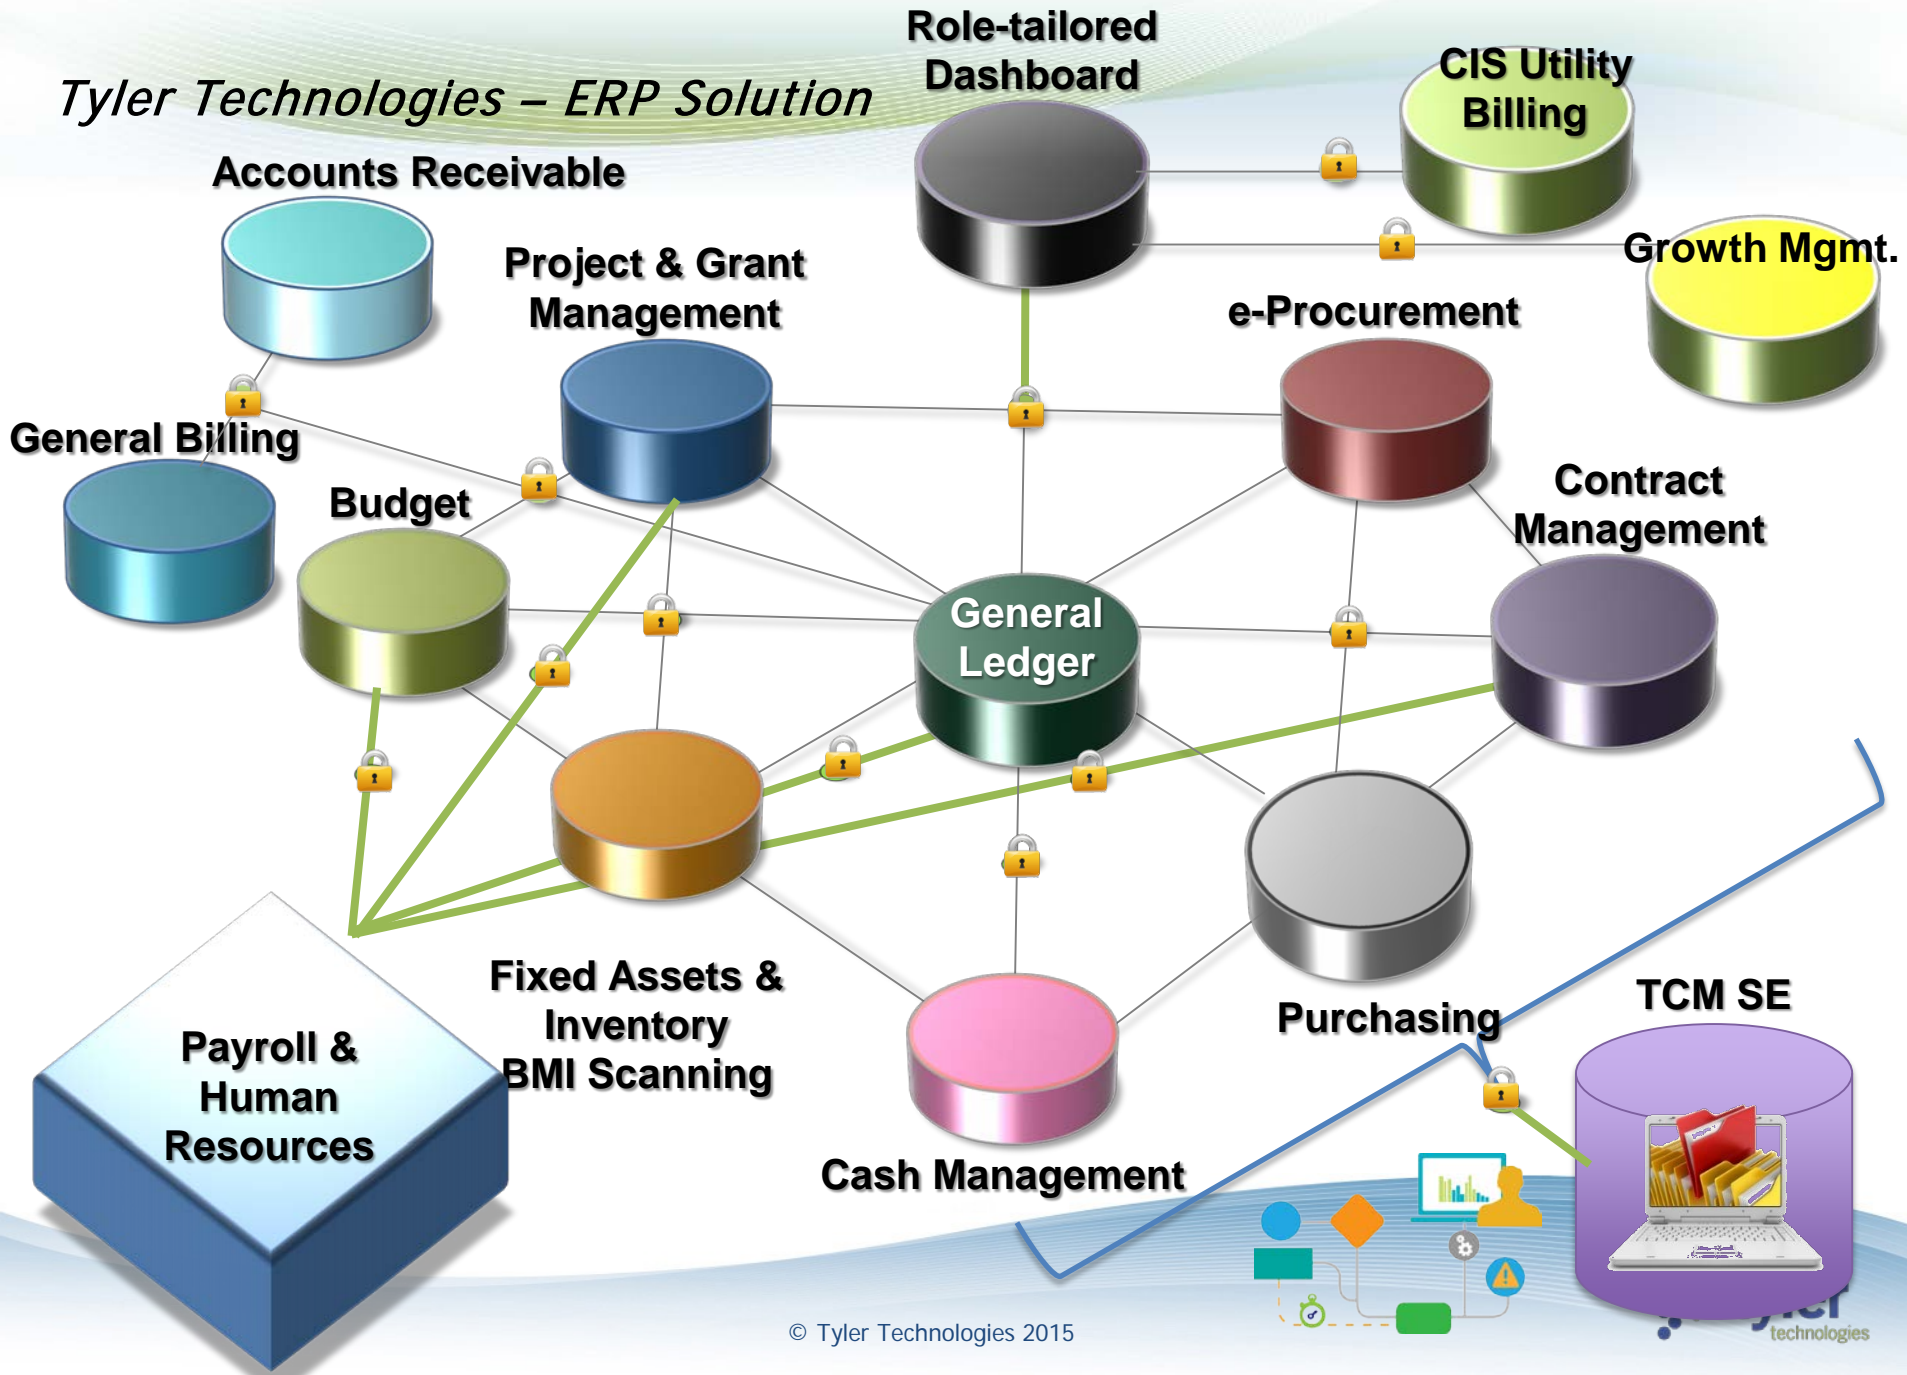 Role-tailored
Dashboard
CIS Utility
Billing
Tyler Technologies – ERP Solution
Accounts Receivable
Project & Grant
Management
Growth Mgmt.
e-Procurement
General Billing
Budget
Contract
Management
General
Ledger
Fixed Assets &
Inventory
BMI Scanning
Purchasing
TCM SE
Payroll &
Human
Resources
Cash Management
© Tyler Technologies 2015
technologies